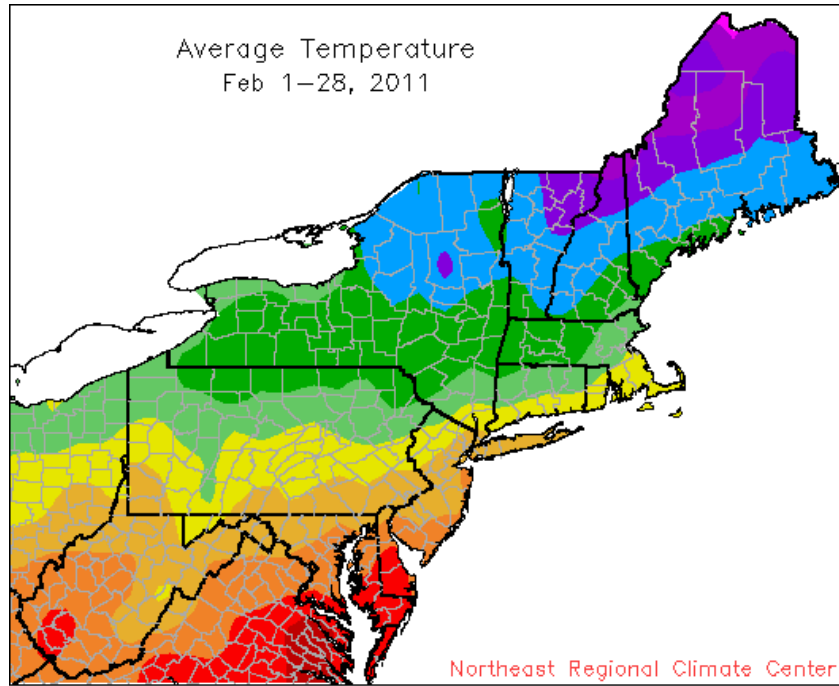 Average Temperature
Feb 1–28, 2011
Northeast Regional Climate Center